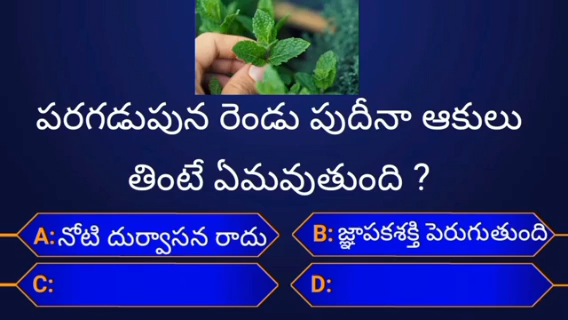 పరగడుపున రెండు పుదీనా ఆకులు
తింటే ఏమవుతుంది ?
A: నోటి దుర్వాసన రాదు
B: జ్ఞాపకశక్తి పెరుగుతుంది
C:
D: